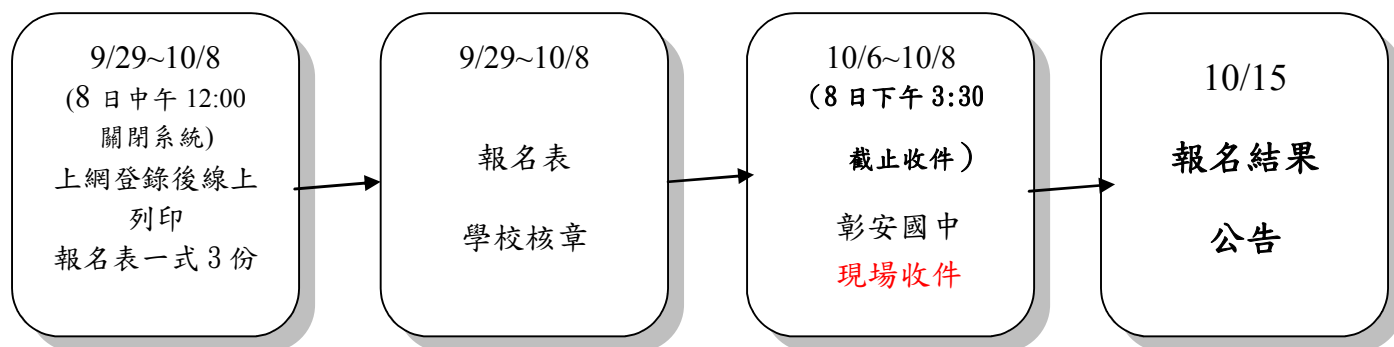 9/29~10/8
(8 日中午 12:00
關閉系統)
上網登錄後線上
列印
報名表一式 3 份
9/29~10/8
報名表
學校核章
10/6~10/8
(8 日下午 3:30
截止收件)
彰安國中
現場收件
10/15
報名結果
公告